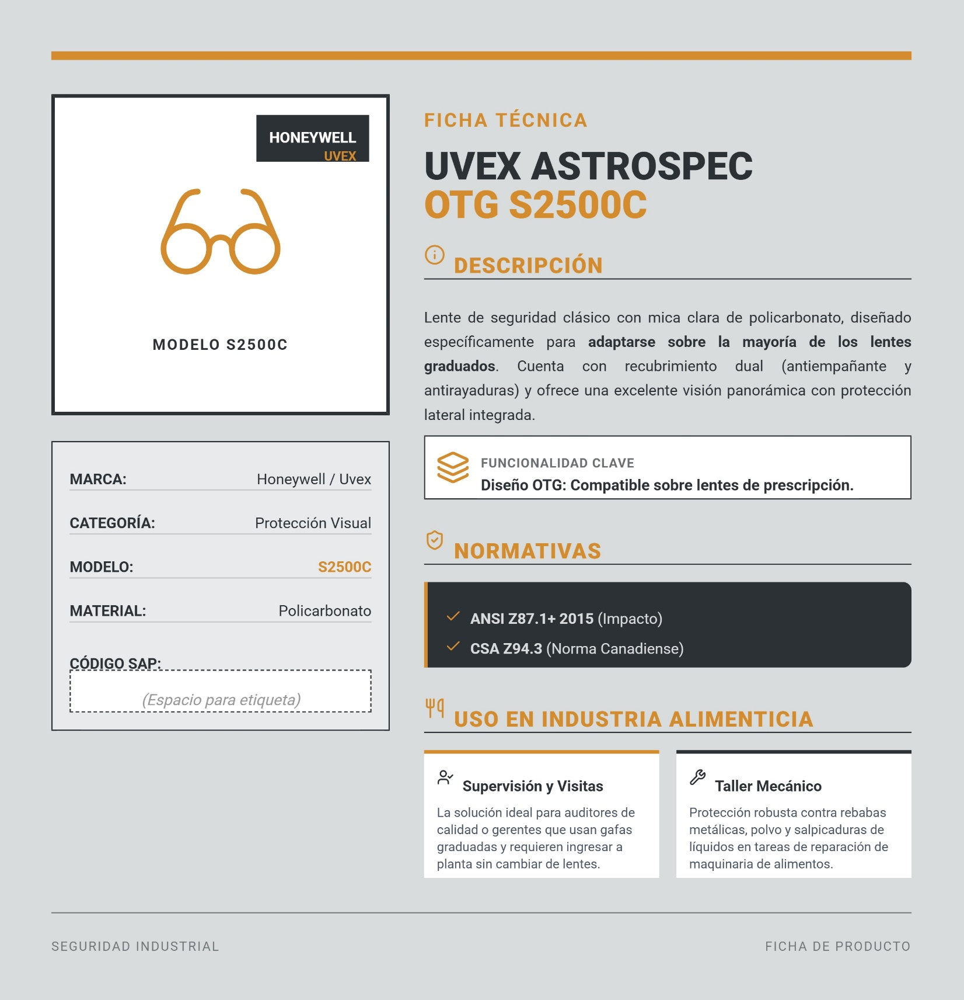 HONEYWELL
UVEX
MODELO S2500C
MARCA: Honeywell / Uvex
CATEGORÍA: Protección Visual
MODELO: S2500C
MATERIAL: Policarbonato
CÓDIGO SAP:
(Espacio para etiqueta)
FICHA TÉCNICA
UVEX ASTROSPEC
OTG S2500C
DESCRIPCIÓN
Lente de seguridad clásico con mica clara de policarbonato, diseñado
específicamente para adaptarse sobre la mayoría de los lentes
graduados. Cuenta con recubrimiento dual (antiempañante y
antirayaduras) y ofrece una excelente visión panorámica con protección
lateral integrada.
FUNCIONALIDAD CLAVE
Diseño OTG: Compatible sobre lentes de prescripción.
NORMATIVAS
ANSI Z87.1+ 2015 (Impacto)
CSA Z94.3 (Norma Canadiense)
USO EN INDUSTRIA ALIMENTICIA
Supervisión y Visitas
La solución ideal para auditores de
calidad o gerentes que usan gafas
graduadas y requieren ingresar a
planta sin cambiar de lentes.
Taller Mecánico
Protección robusta contra rebabas
metálicas, polvo y salpicaduras de
líquidos en tareas de reparación de
maquinaria de alimentos.
SEGURIDAD INDUSTRIAL
FICHA DE PRODUCTO